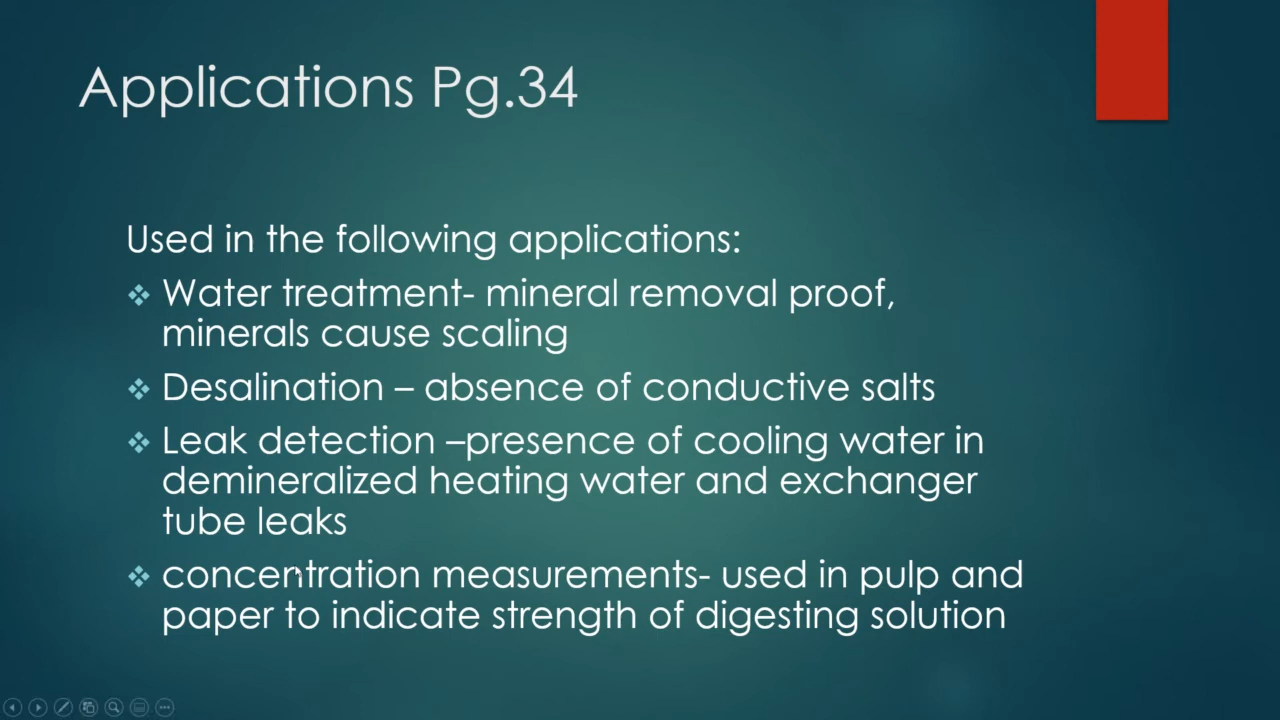 Applications Pg.34
Used in the following applications:
❖ Water treatment- mineral removal proof,
minerals cause scaling
❖ Desalination – absence of conductive salts
❖ Leak detection –presence of cooling water in
demineralized heating water and exchanger
tube leaks
❖ concentration measurements- used in pulp and
paper to indicate strength of digesting solution